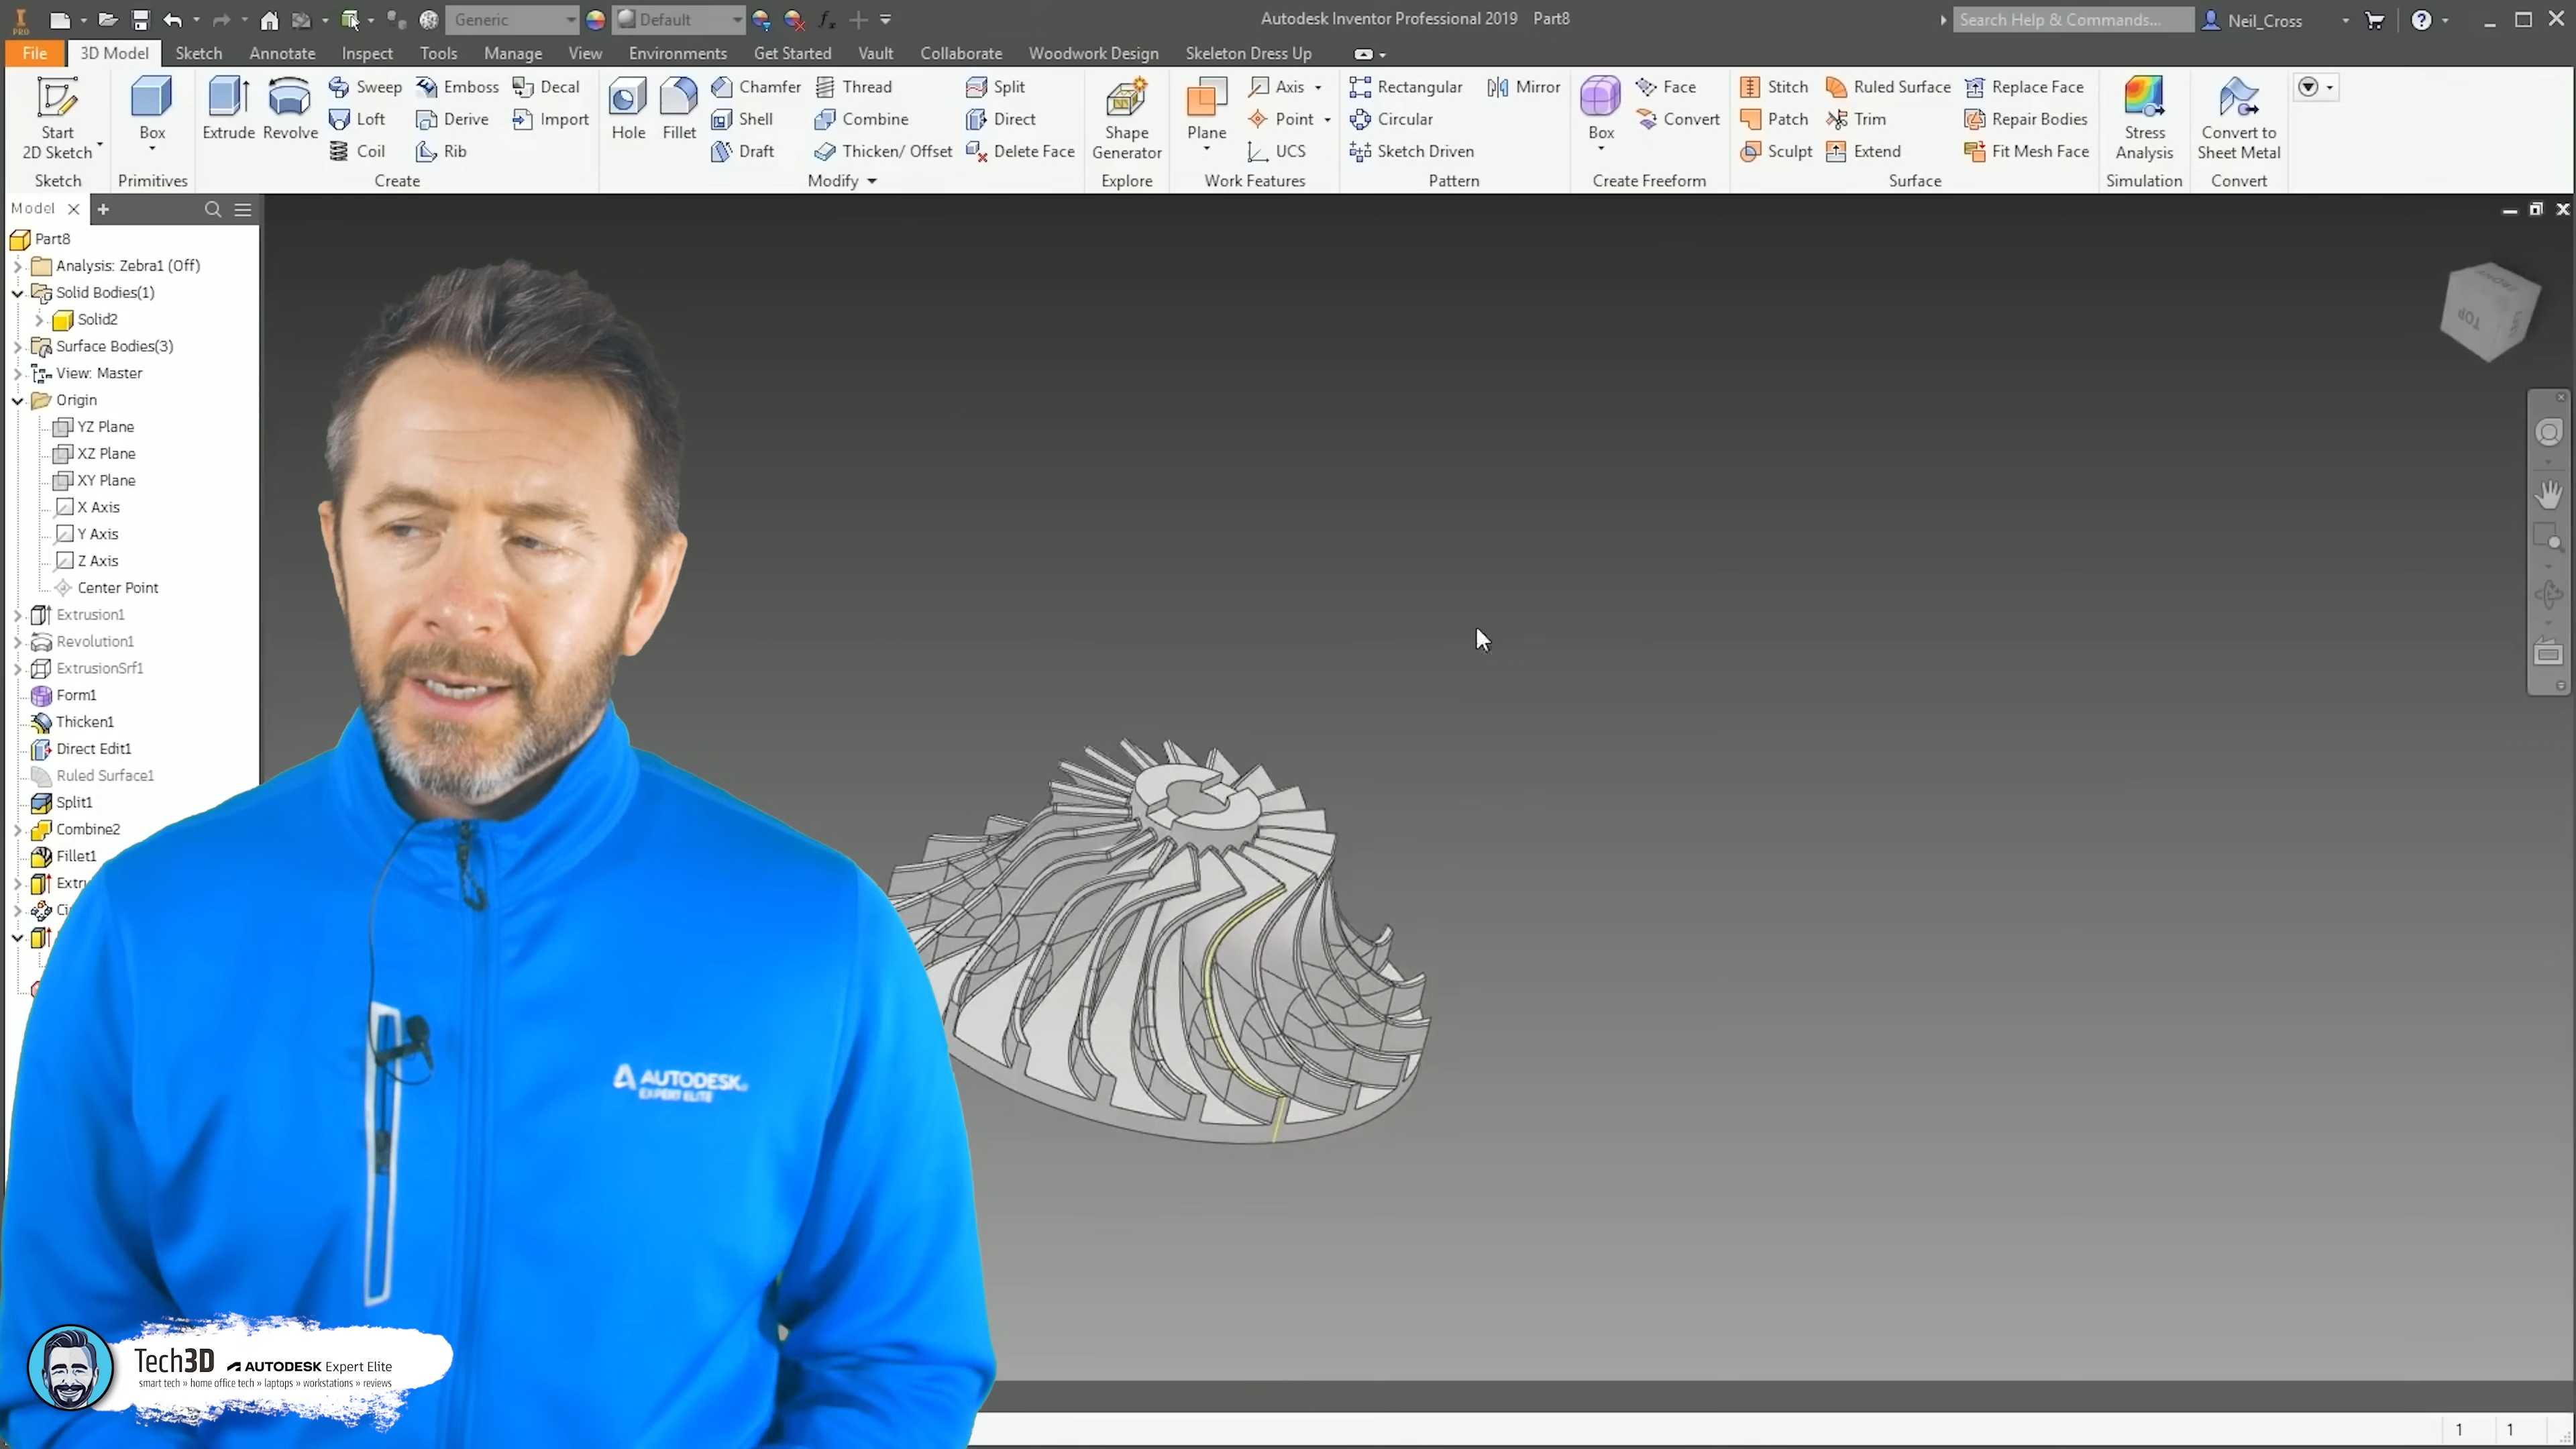 Generic
Default
Autodesk Inventor Professional 2019 Part8
Search Help & Commands...
Neil_Cross
PRO
File
3D Model
Sketch
Annotate
Inspect
Tools
Manage
View
Environments
Get Started
Vault
Collaborate
Woodwork Design
Skeleton Dress Up
Start
2D Sketch
Sketch
Box
Primitives
Extrude
Revolve
Sweep
Loft
Coil
Emboss
Derive
Rib
Decal
Import
Create
Hole
Fillet
Chamfer
Shell
Draft
Thread
Combine
Thicken/ Offset
Split
Direct
Delete Face
Modify
Shape
Generator
Explore
Plane
Axis
Point
UCS
Work Features
Rectangular
Circular
Sketch Driven
Mirror
Pattern
Box
Face
Convert
Create Freeform
Stitch
Patch
Sculpt
Ruled Surface
Trim
Extend
Replace Face
Repair Bodies
Fit Mesh Face
Surface
Stress
Analysis
Simulation
Convert to
Sheet Metal
Convert
Model
Part8
Analysis: Zebra1 (Off)
Solid Bodies(1)
Solid2
Surface Bodies(3)
View: Master
Origin
YZ Plane
XZ Plane
XY Plane
X Axis
Y Axis
Z Axis
Center Point
Extrusion1
Revolution1
ExtrusionSrf1
Form1
Thicken1
Direct Edit1
Ruled Surface1
Split1
Combine2
Fillet1
Extru
Ci
TOP
AUTODESK
EXPERT ELITE
Tech3D AUTODESK Expert Elite
smart tech » home office tech » laptops » workstations » reviews
1 1